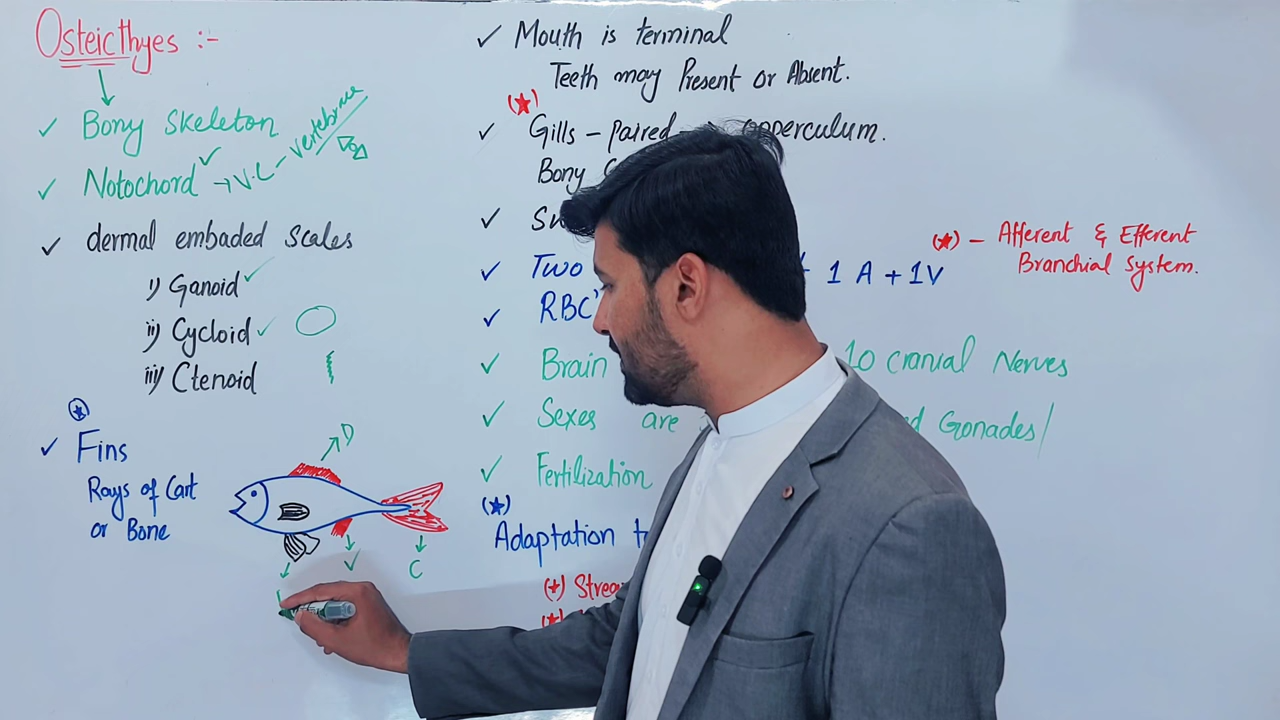 Osteicthyes :-
✓ Bony Skeleton
✓ Notochord ✓ → V.C - vertebrae
✓ dermal embaded scales
i) Ganoid ✓
ii) Cycloid ✓
iii) Ctenoid
✓ Fins
Rays of Cart
or Bone
D
V
C
✓ Mouth is terminal
Teeth may Present or Absent.
(★)
✓ Gills - paired → opperculum.
Bony
✓
✓ Two 1 A + 1V
✓ RBC'
✓ Brain 10 cranial Nerves
✓ Sexes are Gonades/
✓ Fertilization
(★)
Adaptation
(*)
(*) - Afferent & Efferent
Branchial System.